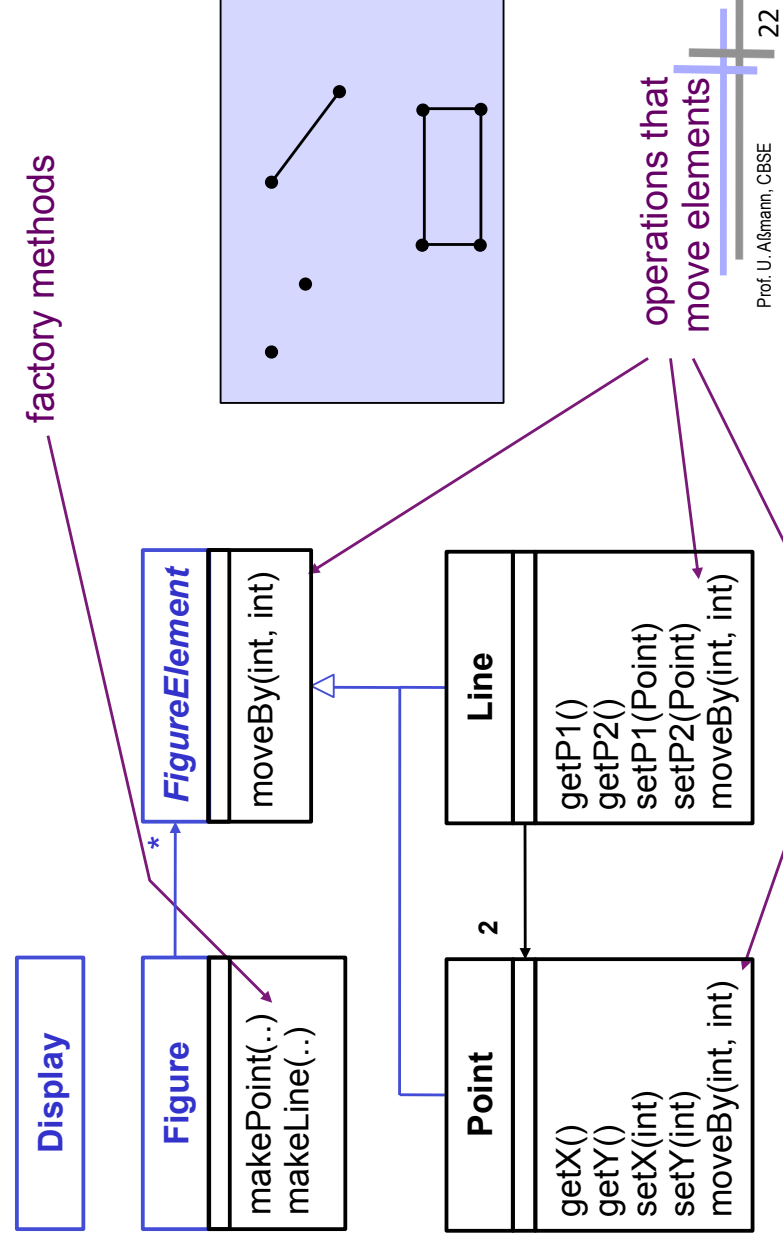 factory methods
Display
Figure
makePoint(..)
makeLine(..)
*
FigureElement
moveBy(int, int)
Point
getX()
getY()
setX(int)
setY(int)
moveBy(int, int)
2
Line
getP1()
getP2()
setP1(Point)
setP2(Point)
moveBy(int, int)
operations that
move elements
Prof. U. Aßmann, CBSE
22